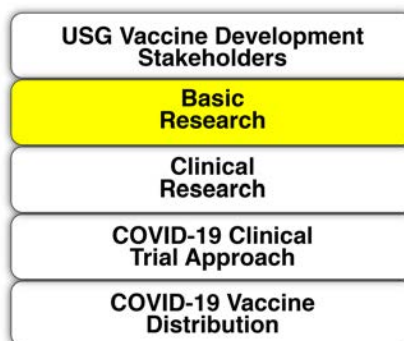 USG Vaccine Development
Stakeholders
Basic
Research
Clinical
Research
COVID-19 Clinical
Trial Approach
COVID-19 Vaccine
Distribution